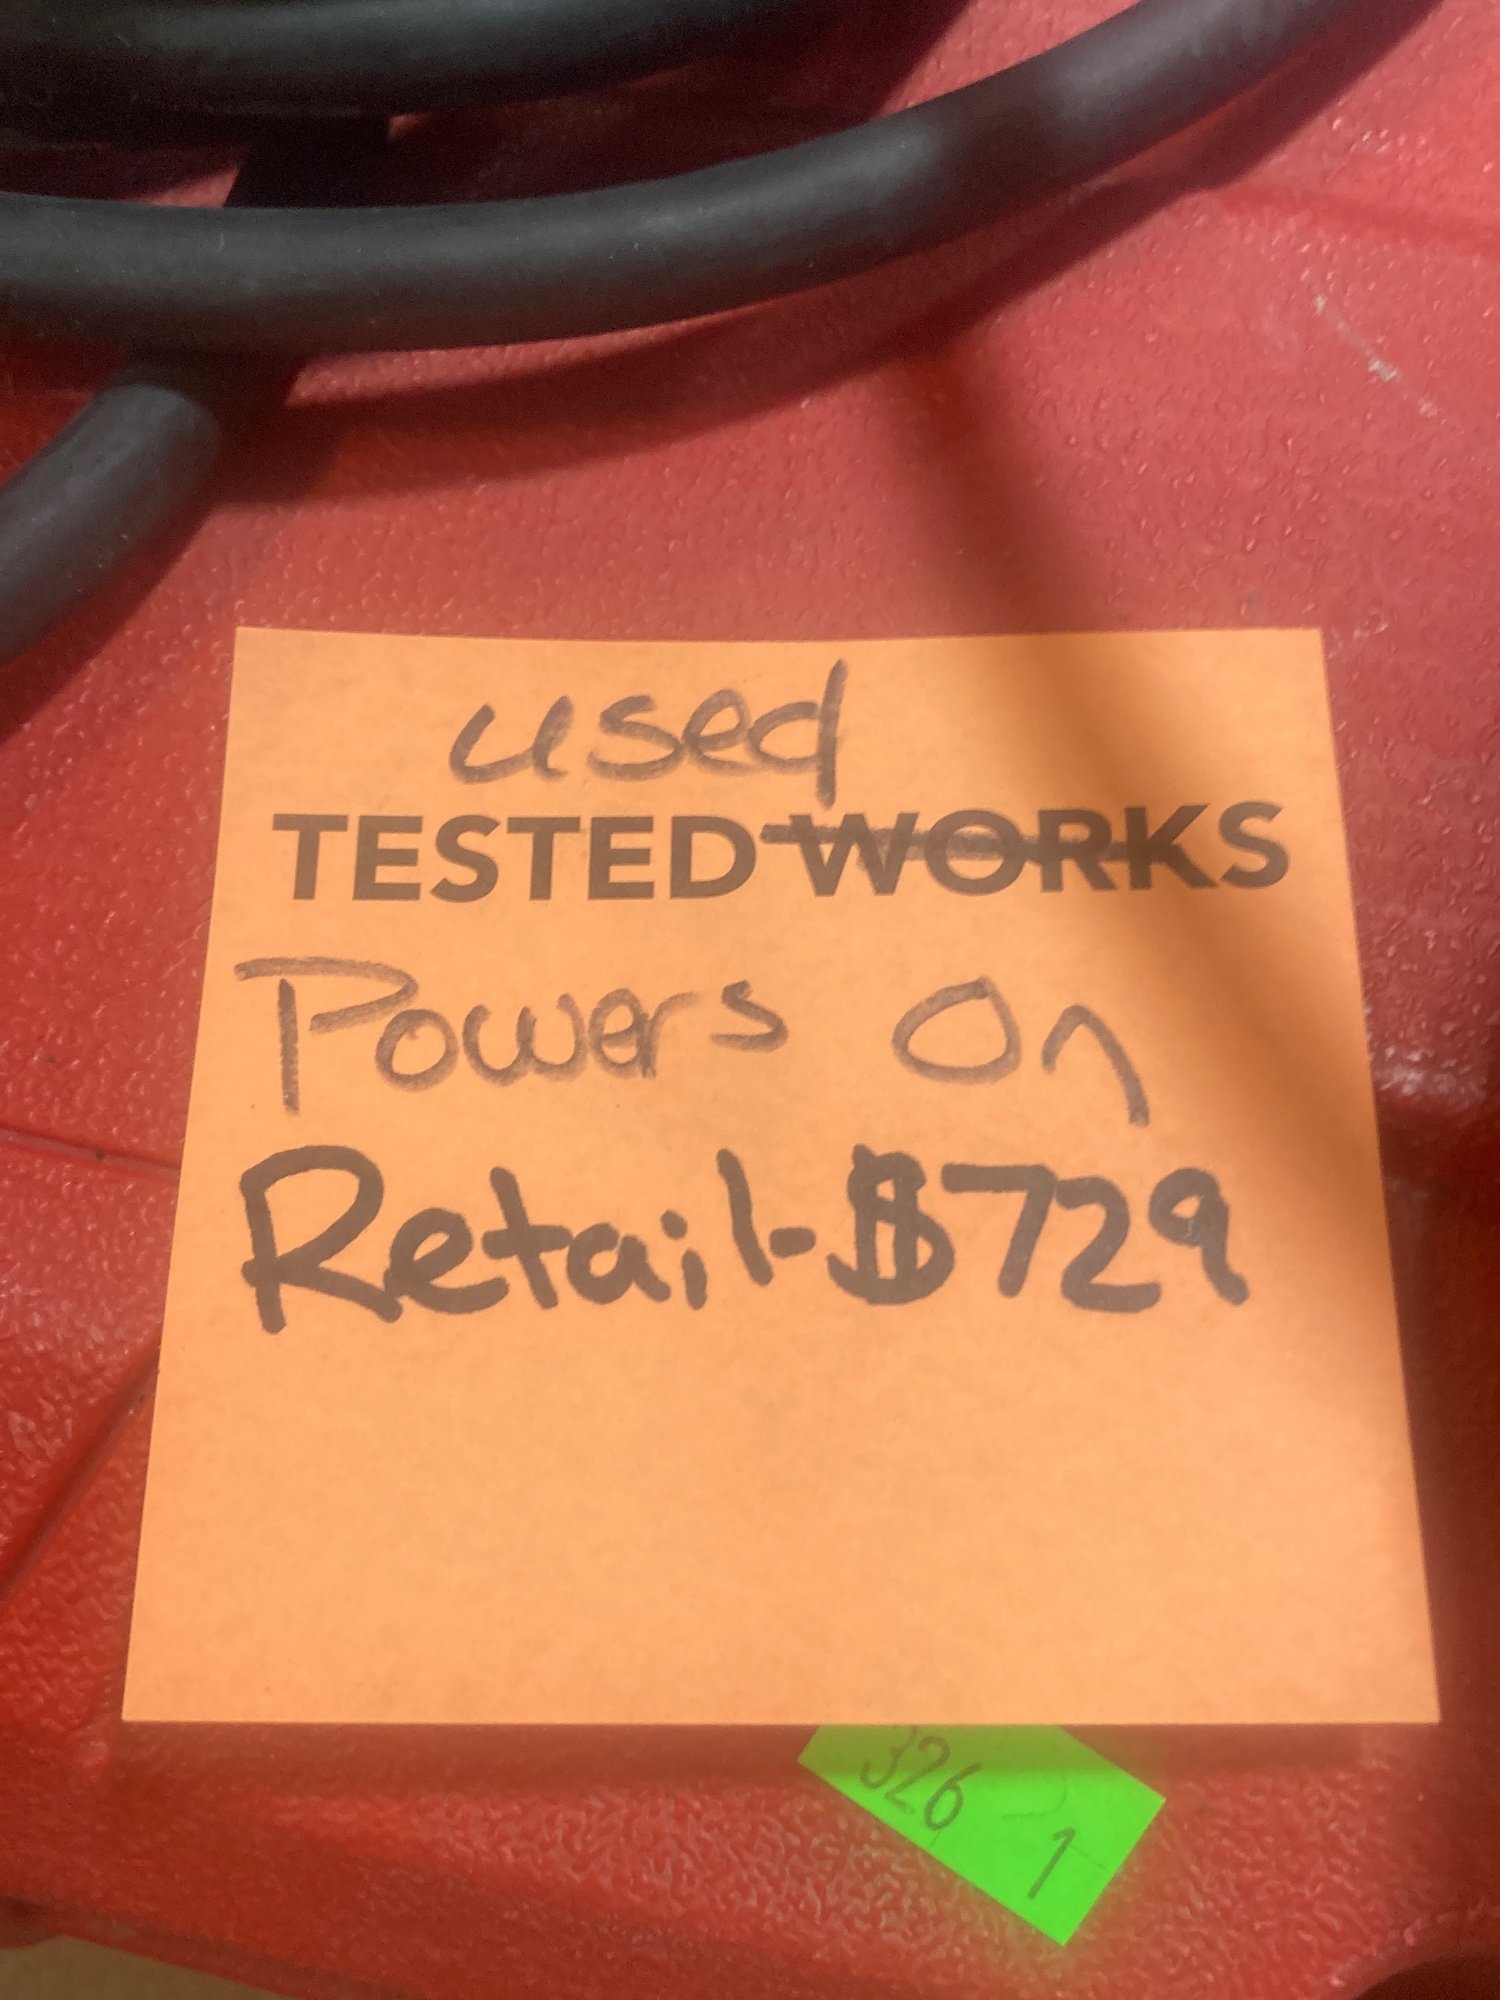 used
TESTED WORKS
Powers On
Retail-$729
326
1